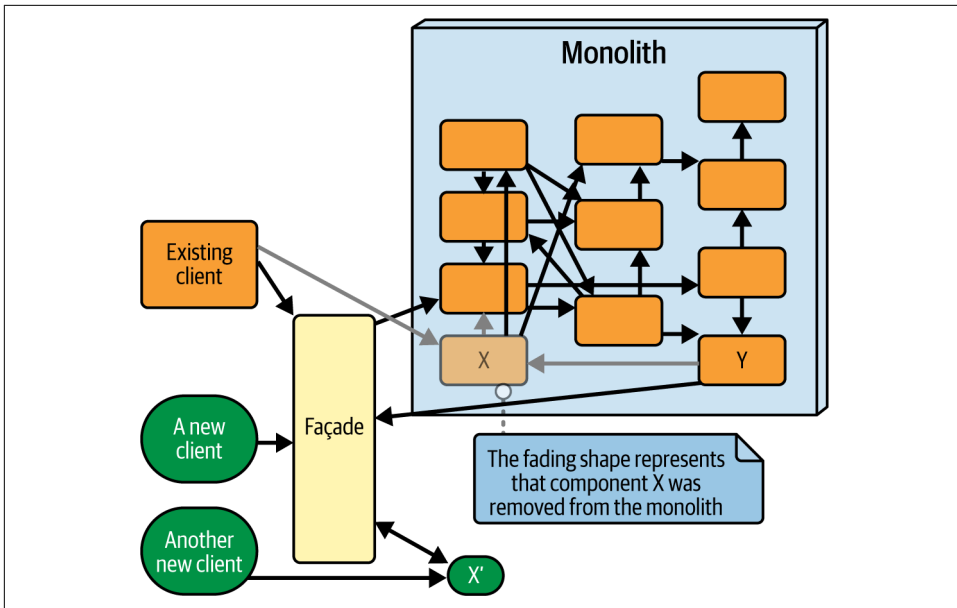 Monolith
Existing
client
X
Y
Façade
A new
client
The fading shape represents
that component X was
removed from the monolith
Another
new client
X'